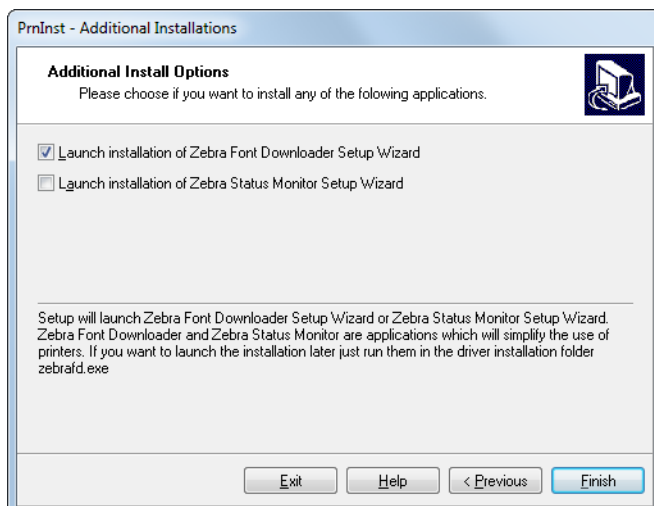 PrnInst - Additional Installations
Additional Install Options
Please choose if you want to install any of the folowing applications.
Launch installation of Zebra Font Downloader Setup Wizard
Launch installation of Zebra Status Monitor Setup Wizard
Setup will launch Zebra Font Downloader Setup Wizard or Zebra Status Monitor Setup Wizard.
Zebra Font Downloader and Zebra Status Monitor are applications which will simplify the use of
printers. If you want to launch the installation later just run them in the driver installation folder
zebrafd.exe
Exit Help < Previous Finish